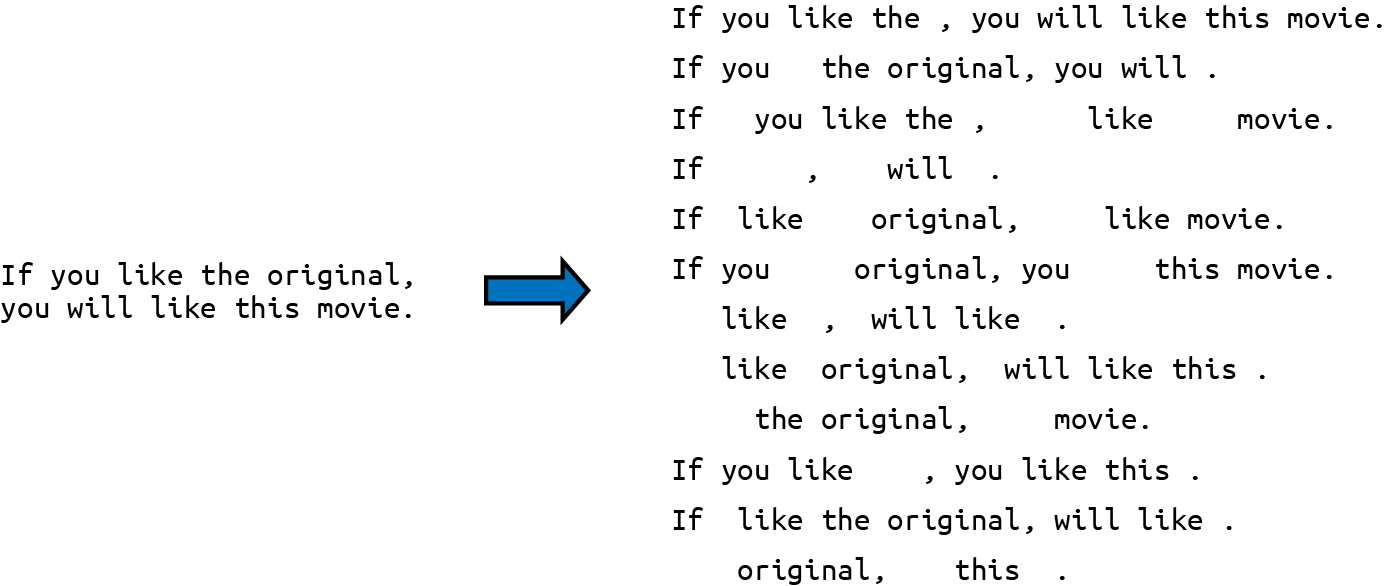 If you like the original,
you will like this movie.
If you like the , you will like this movie.
If you   the original, you will .
If   you like the ,      like     movie.
If      ,    will  .
If  like    original,     like movie.
If you     original, you     this movie.
like  ,  will like  .
like  original,  will like this .
the original,     movie.
If you like    , you like this .
If  like the original, will like .
original,    this  .